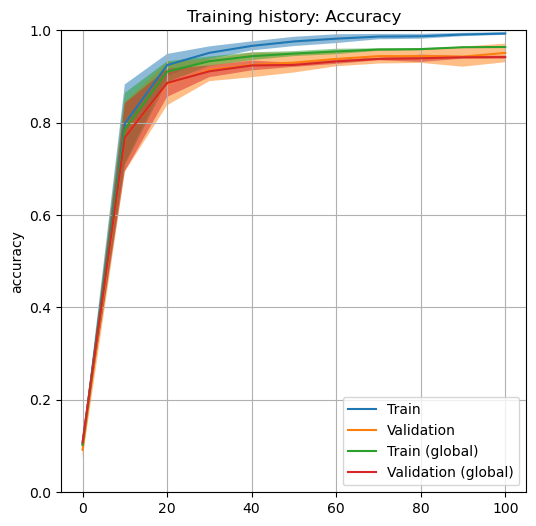 Training history: Accuracy
1.0
0.8
0.6
0.4
0.2
0.0
accuracy
0
20
40
60
80
100
Train
Validation
Train (global)
Validation (global)